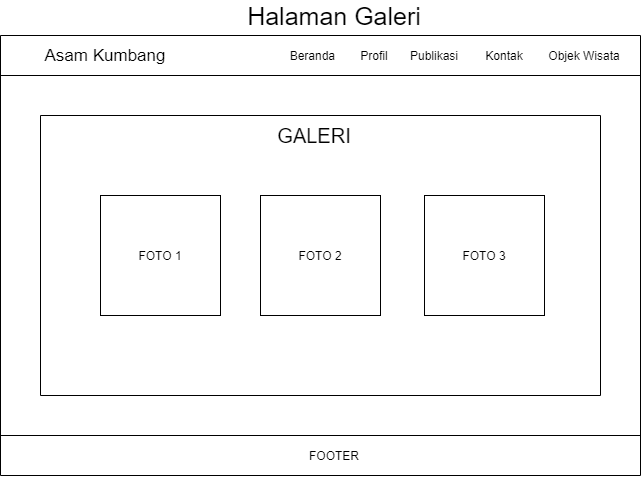 Halaman Galeri
Asam Kumbang Beranda Profil Publikasi Kontak Objek Wisata
GALERI
FOTO 1 FOTO 2 FOTO 3
FOOTER